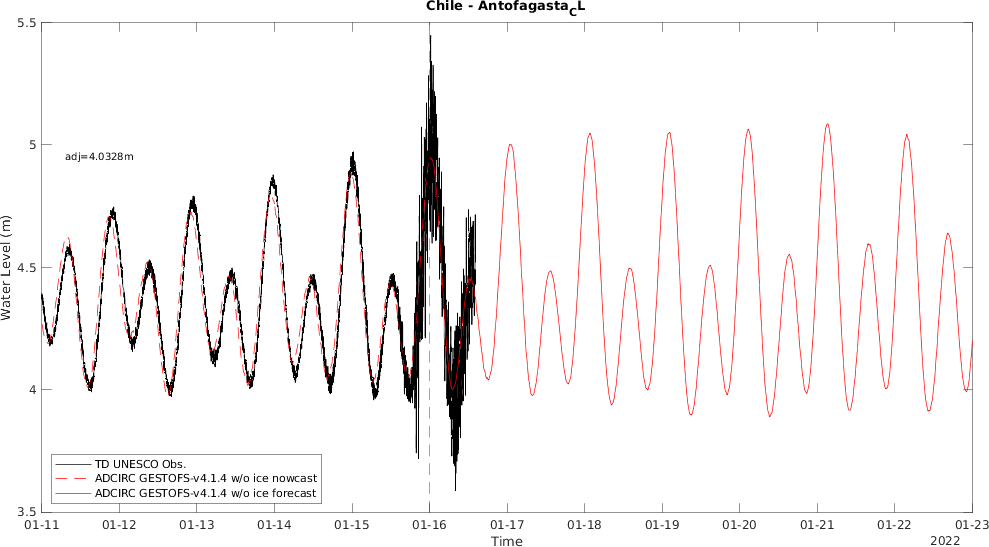 Chile - AntofagastaCL
5.5
5
4.5
4
3.5
Water Level (m)
adj=4.0328m
TD UNESCO Obs.
ADCIRC GESTOFS-v4.1.4 w/o ice nowcast
ADCIRC GESTOFS-v4.1.4 w/o ice forecast
01-11 01-12 01-13 01-14 01-15 01-16 01-17 01-18 01-19 01-20 01-21 01-22 01-23
Time
2022